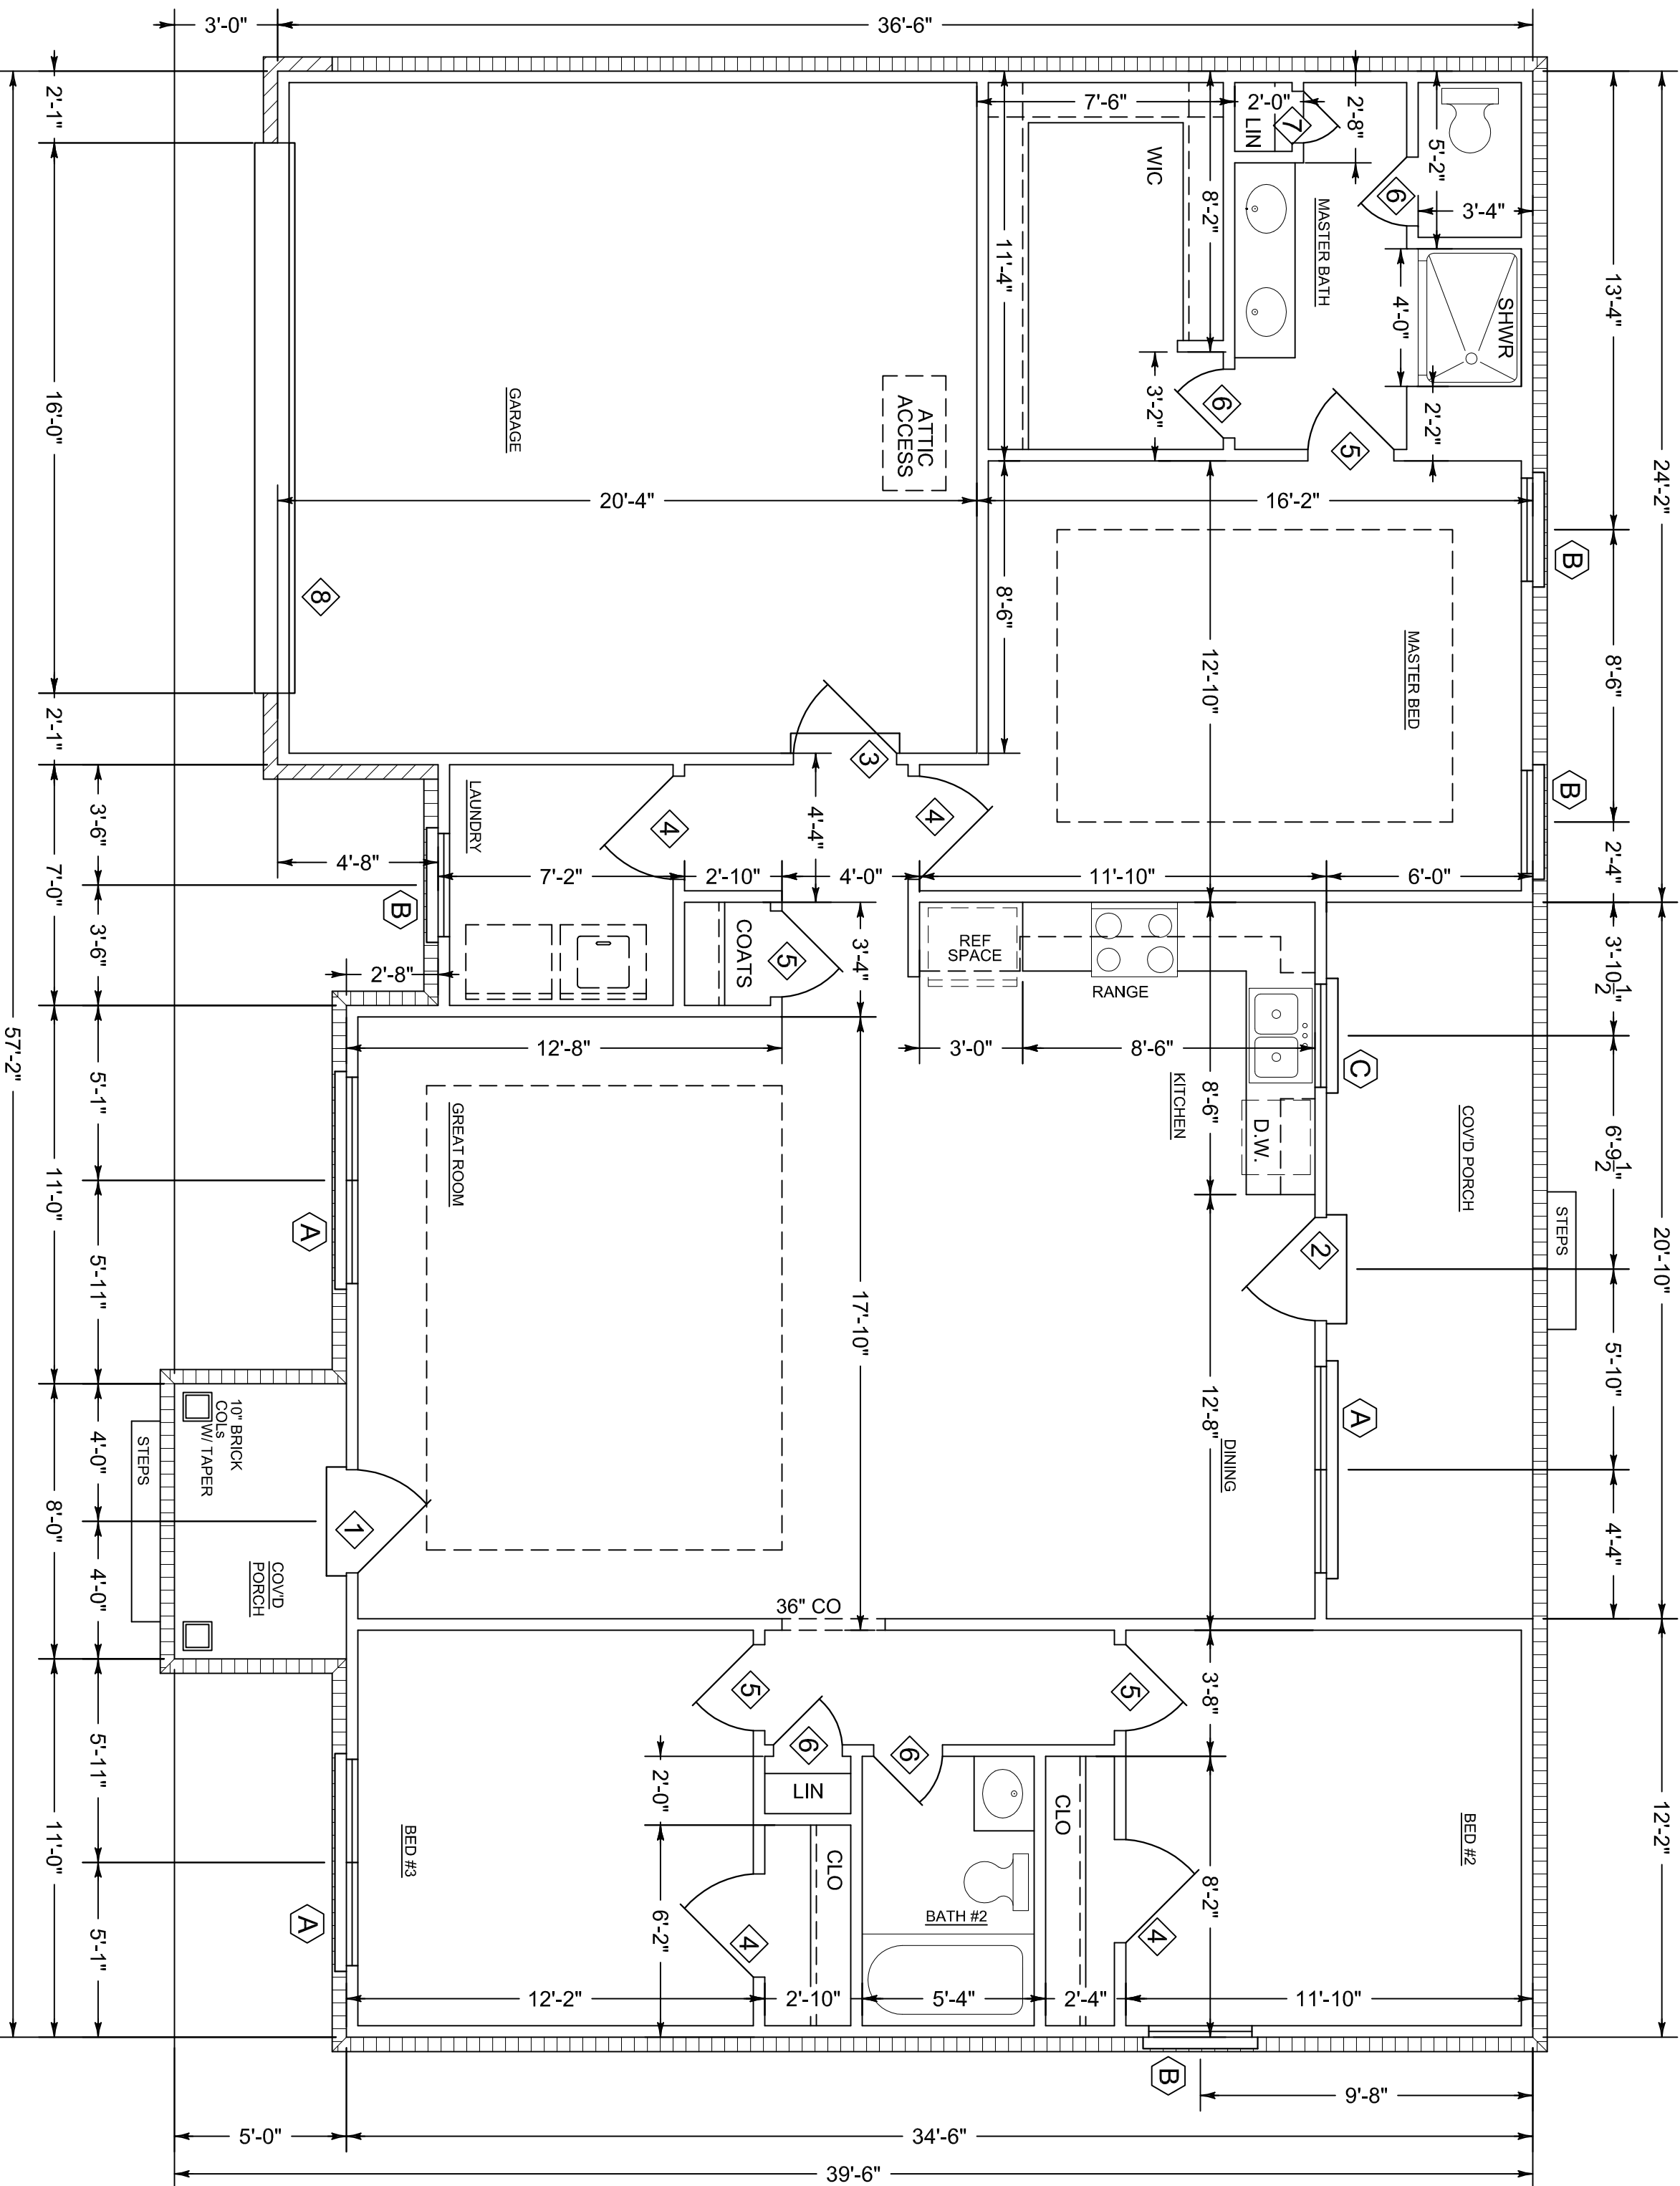 36'-6"
3'-0"
24'-2"
20'-10"
12'-2"
13'-4"
8'-6"
2'-4"
3'-10 1/2"
6'-9 1/2"
5'-10"
4'-4"
B
B
STEPS
5'-2"
3'-4"
6
SHWR
4'-0"
2'-2"
5
2'-8"
7
2'-0"
LIN
MASTER BATH
6
7'-6"
WIC
8'-2"
3'-2"
11'-4"
8'-6"
12'-10"
16'-2"
MASTER BED
6'-0"
11'-10"
COV'D PORCH
C
2
A
D.W.
KITCHEN
8'-6"
8'-6"
3'-0"
RANGE
REF
SPACE
DINING
12'-8"
ATTIC
ACCESS
GARAGE
20'-4"
8
3
4
4'-4"
4'-0"
4
2'-10"
7'-2"
LAUNDRY
COATS
5
3'-4"
4'-8"
2'-8"
B
12'-8"
17'-10"
GREAT ROOM
A
36" CO
1
10" BRICK
COLs
W/ TAPER
COV'D
PORCH
STEPS
5
3'-8"
5
6
6
LIN
2'-0"
CLO
8'-2"
BED #2
4
CLO
6'-2"
4
BATH #2
BED #3
12'-2"
2'-10"
5'-4"
2'-4"
11'-10"
A
B
9'-8"
2'-1"
16'-0"
2'-1"
7'-0"
3'-6"
3'-6"
11'-0"
5'-1"
5'-11"
8'-0"
4'-0"
4'-0"
11'-0"
5'-11"
5'-1"
57'-2"
5'-0"
34'-6"
39'-6"